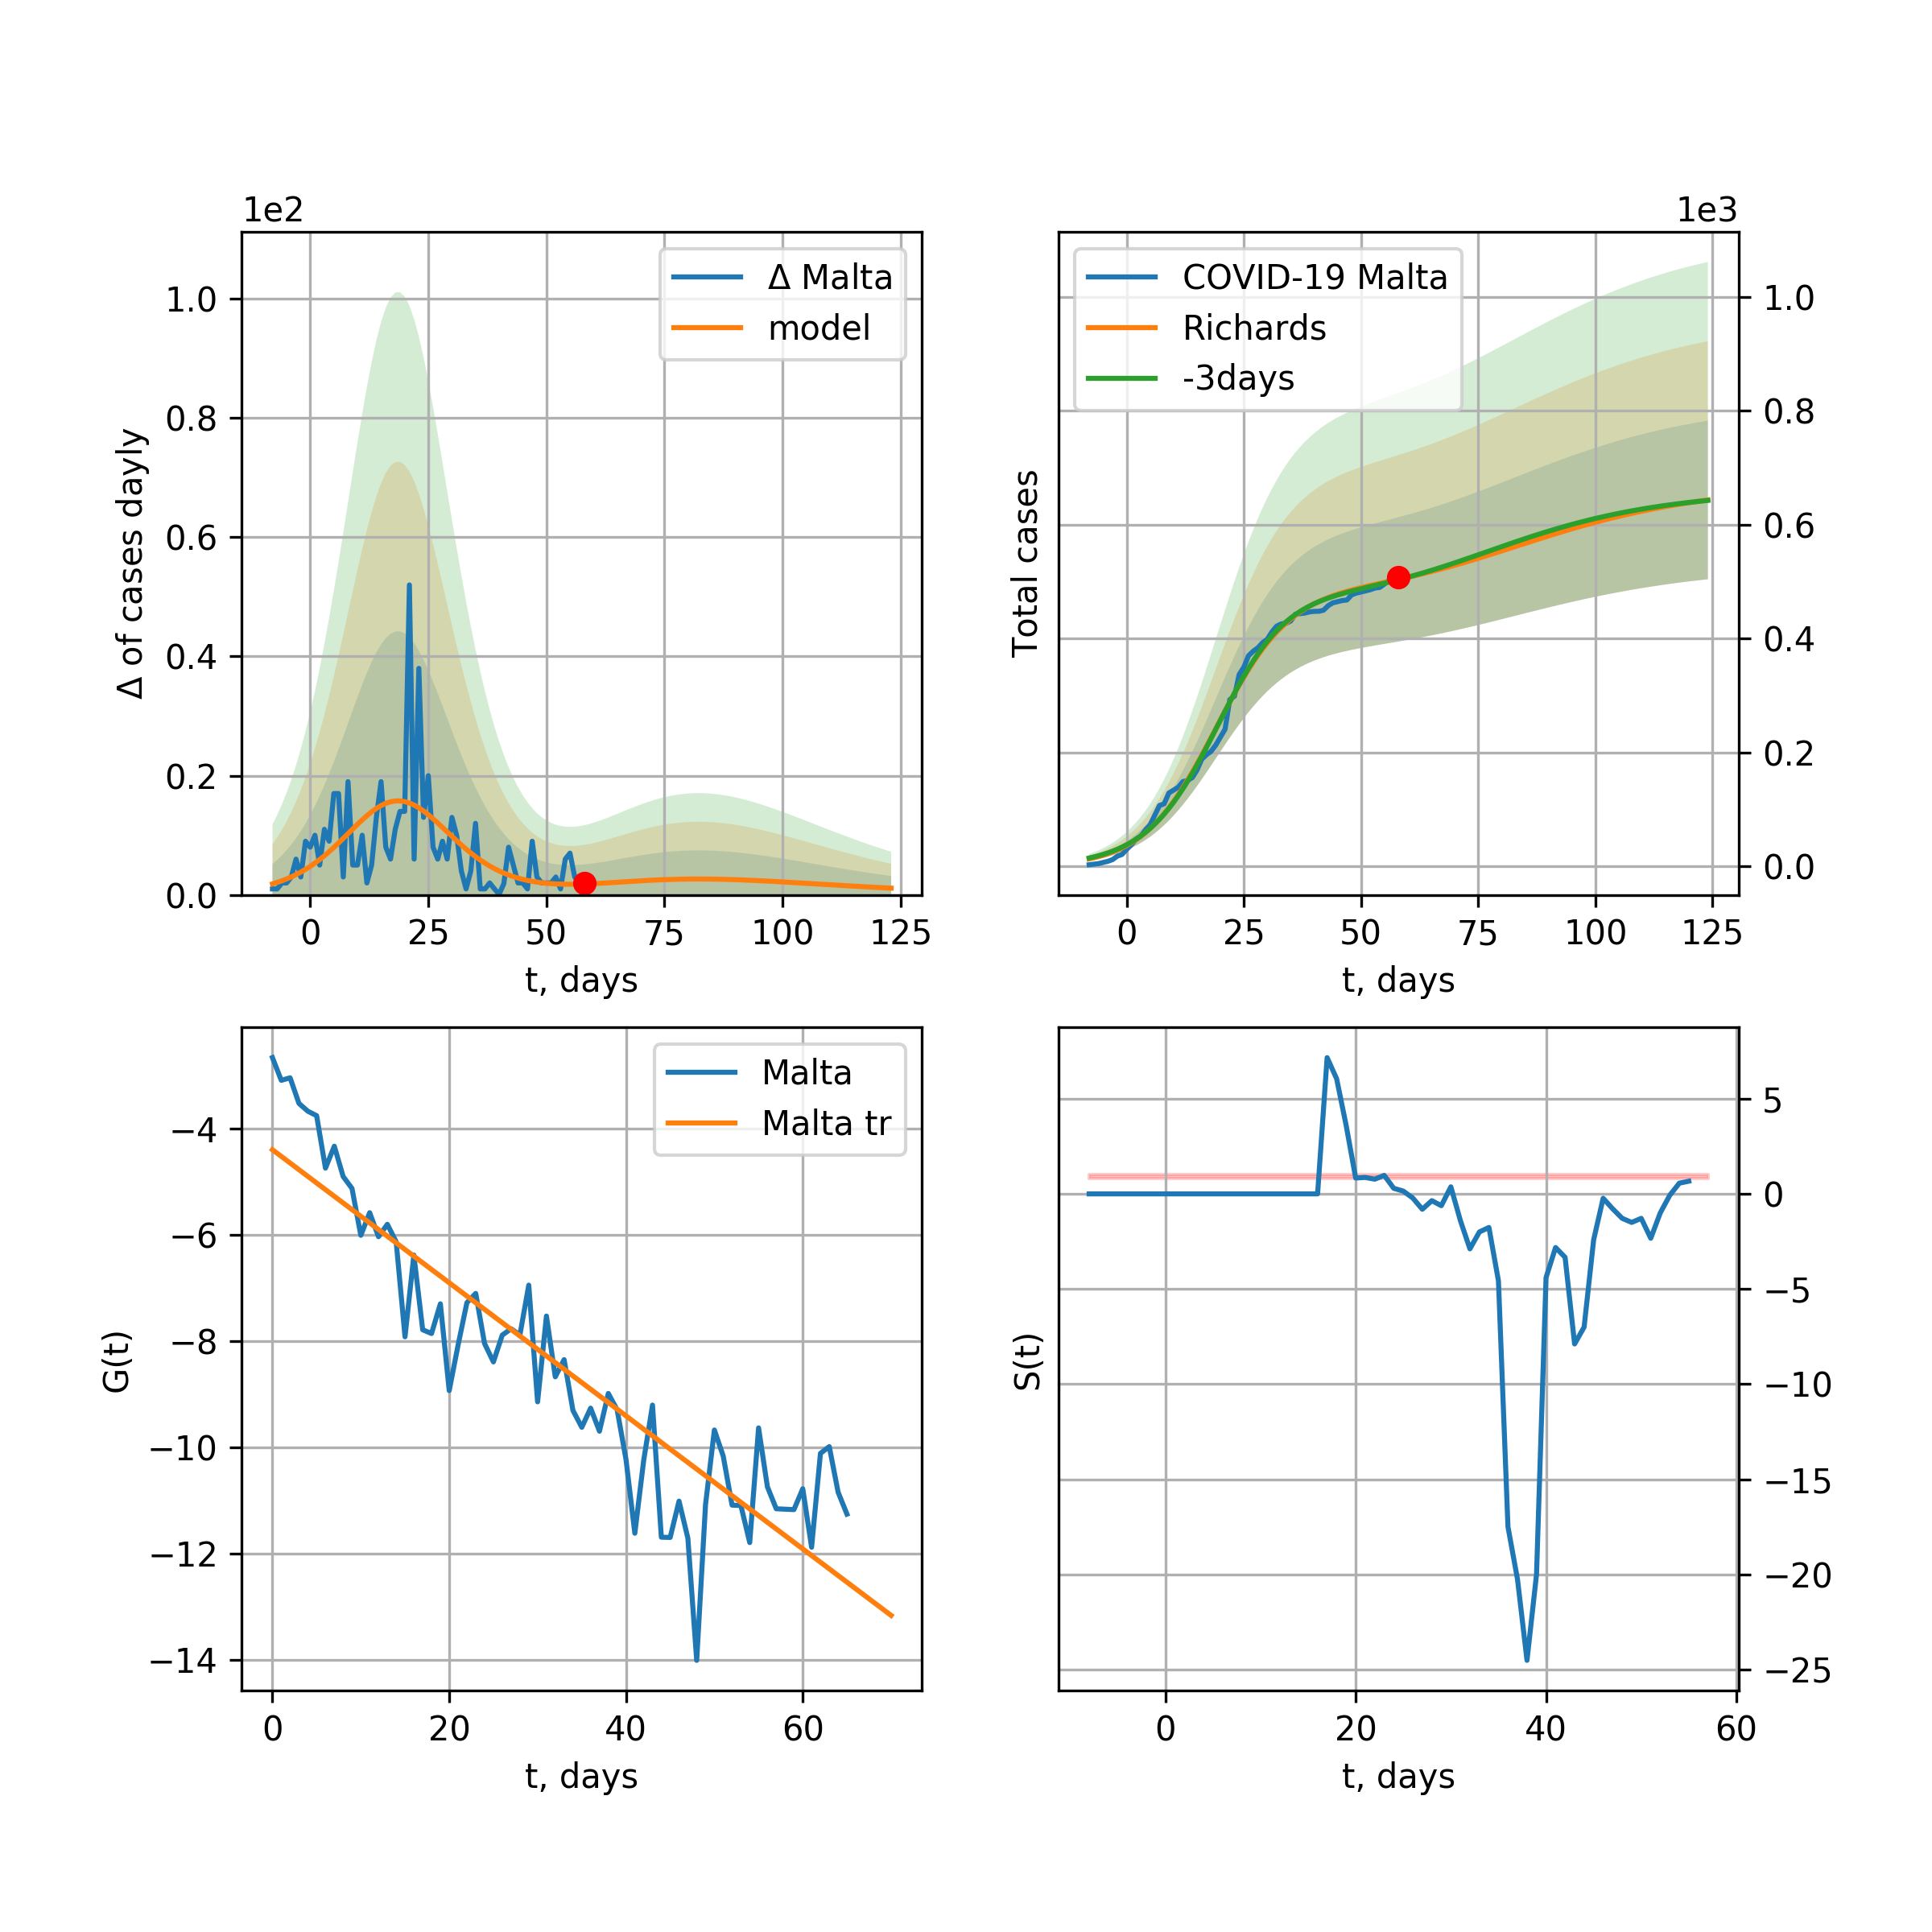 1e2
Δ Malta
model
Δ of cases dayly
1.0
0.8
0.6
0.4
0.2
0.0
0 25 50 75 100 125
t, days
1e3
COVID-19 Malta
Richards
-3days
Total cases
1.0
0.8
0.6
0.4
0.2
0.0
0 25 50 75 100 125
t, days
Malta
Malta tr
G(t)
−4
−6
−8
−10
−12
−14
0 20 40 60
t, days
S(t)
5
0
−5
−10
−15
−20
−25
0 20 40 60
t, days